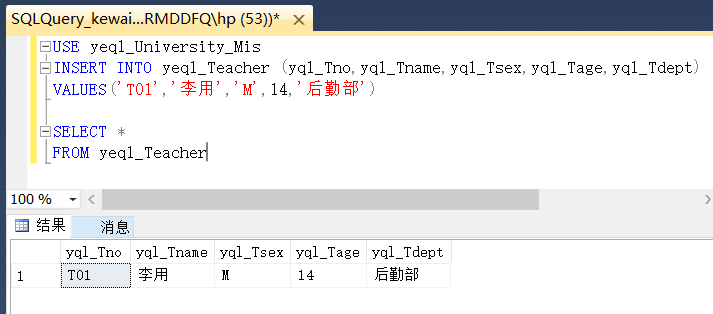 SQLQuery_kewai...RMDDFQ\hp (53))* ×
USE yeql_University_Mis
INSERT INTO yeql_Teacher (yql_Tno,yql_Tname,yql_Tsex,yql_Tage,yql_Tdept)
VALUES('T01','李用','M',14,'后勤部')
SELECT *
FROM yeql_Teacher
100 %
结果 消息
yql_Tno yql_Tname yql_Tsex yql_Tage yql_Tdept
1 T01 李用 M 14 后勤部